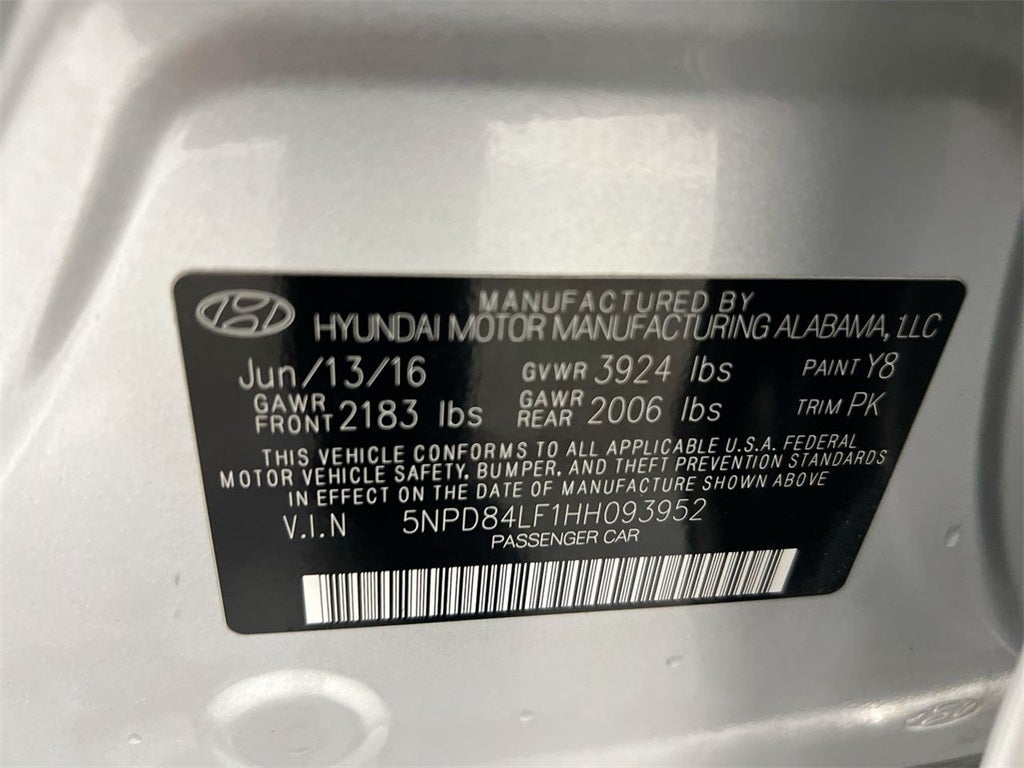 MANUFACTURED BY
HYUNDAI MOTOR MANUFACTURING ALABAMA, LLC
Jun/13/16 GVWR 3924 lbs PAINT Y8
GAWR FRONT 2183 lbs GAWR REAR 2006 lbs TRIM PK
THIS VEHICLE CONFORMS TO ALL APPLICABLE U.S.A. FEDERAL
MOTOR VEHICLE SAFETY, BUMPER, AND THEFT PREVENTION STANDARDS
IN EFFECT ON THE DATE OF MANUFACTURE SHOWN ABOVE
V.I.N 5NPD84LF1HH093952
PASSENGER CAR